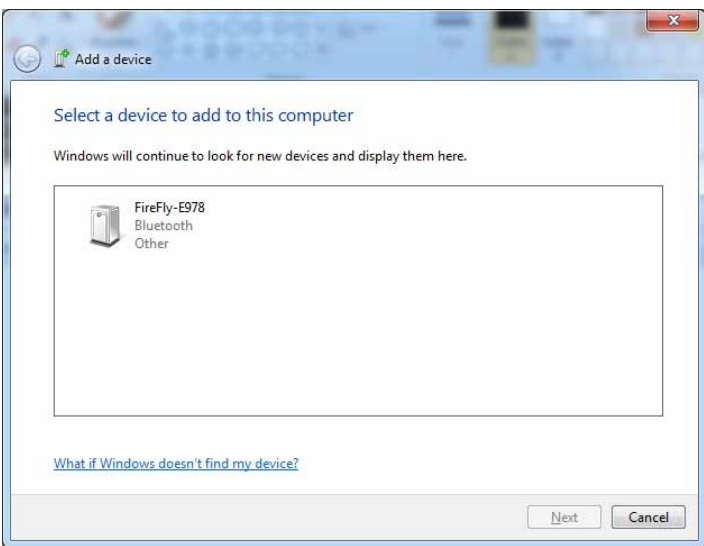 Add a device
Select a device to add to this computer
Windows will continue to look for new devices and display them here.
FireFly-E978
Bluetooth
Other
What if Windows doesn't find my device?
Next
Cancel